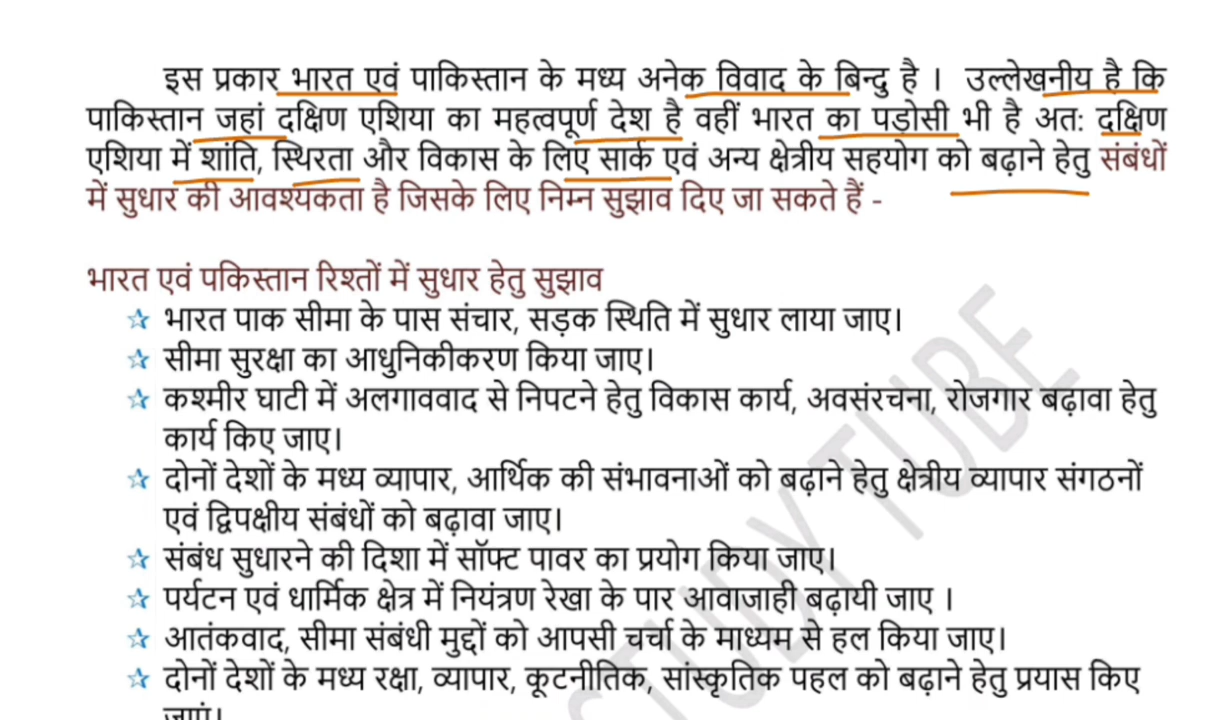 इस प्रकार भारत एवं पाकिस्तान के मध्य अनेक विवाद के बिन्दु है । उल्लेखनीय है कि
पाकिस्तान जहां दक्षिण एशिया का महत्वपूर्ण देश है वहीं भारत का पड़ोसी भी है अत: दक्षिण
एशिया में शांति, स्थिरता और विकास के लिए सार्क एवं अन्य क्षेत्रीय सहयोग को बढ़ाने हेतु संबंधों
में सुधार की आवश्यकता है जिसके लिए निम्न सुझाव दिए जा सकते हैं -
भारत एवं पकिस्तान रिश्तों में सुधार हेतु सुझाव
☆ भारत पाक सीमा के पास संचार, सड़क स्थिति में सुधार लाया जाए।
☆ सीमा सुरक्षा का आधुनिकीकरण किया जाए।
☆ कश्मीर घाटी में अलगाववाद से निपटने हेतु विकास कार्य, अवसंरचना, रोजगार बढ़ावा हेतु
कार्य किए जाए।
☆ दोनों देशों के मध्य व्यापार, आर्थिक की संभावनाओं को बढ़ाने हेतु क्षेत्रीय व्यापार संगठनों
एवं द्विपक्षीय संबंधों को बढ़ावा जाए।
☆ संबंध सुधारने की दिशा में सॉफ्ट पावर का प्रयोग किया जाए।
☆ पर्यटन एवं धार्मिक क्षेत्र में नियंत्रण रेखा के पार आवाजाही बढ़ायी जाए ।
☆ आतंकवाद, सीमा संबंधी मुद्दों को आपसी चर्चा के माध्यम से हल किया जाए।
☆ दोनों देशों के मध्य रक्षा, व्यापार, कूटनीतिक, सांस्कृतिक पहल को बढ़ाने हेतु प्रयास किए
जाएं।
STUDY TUBE